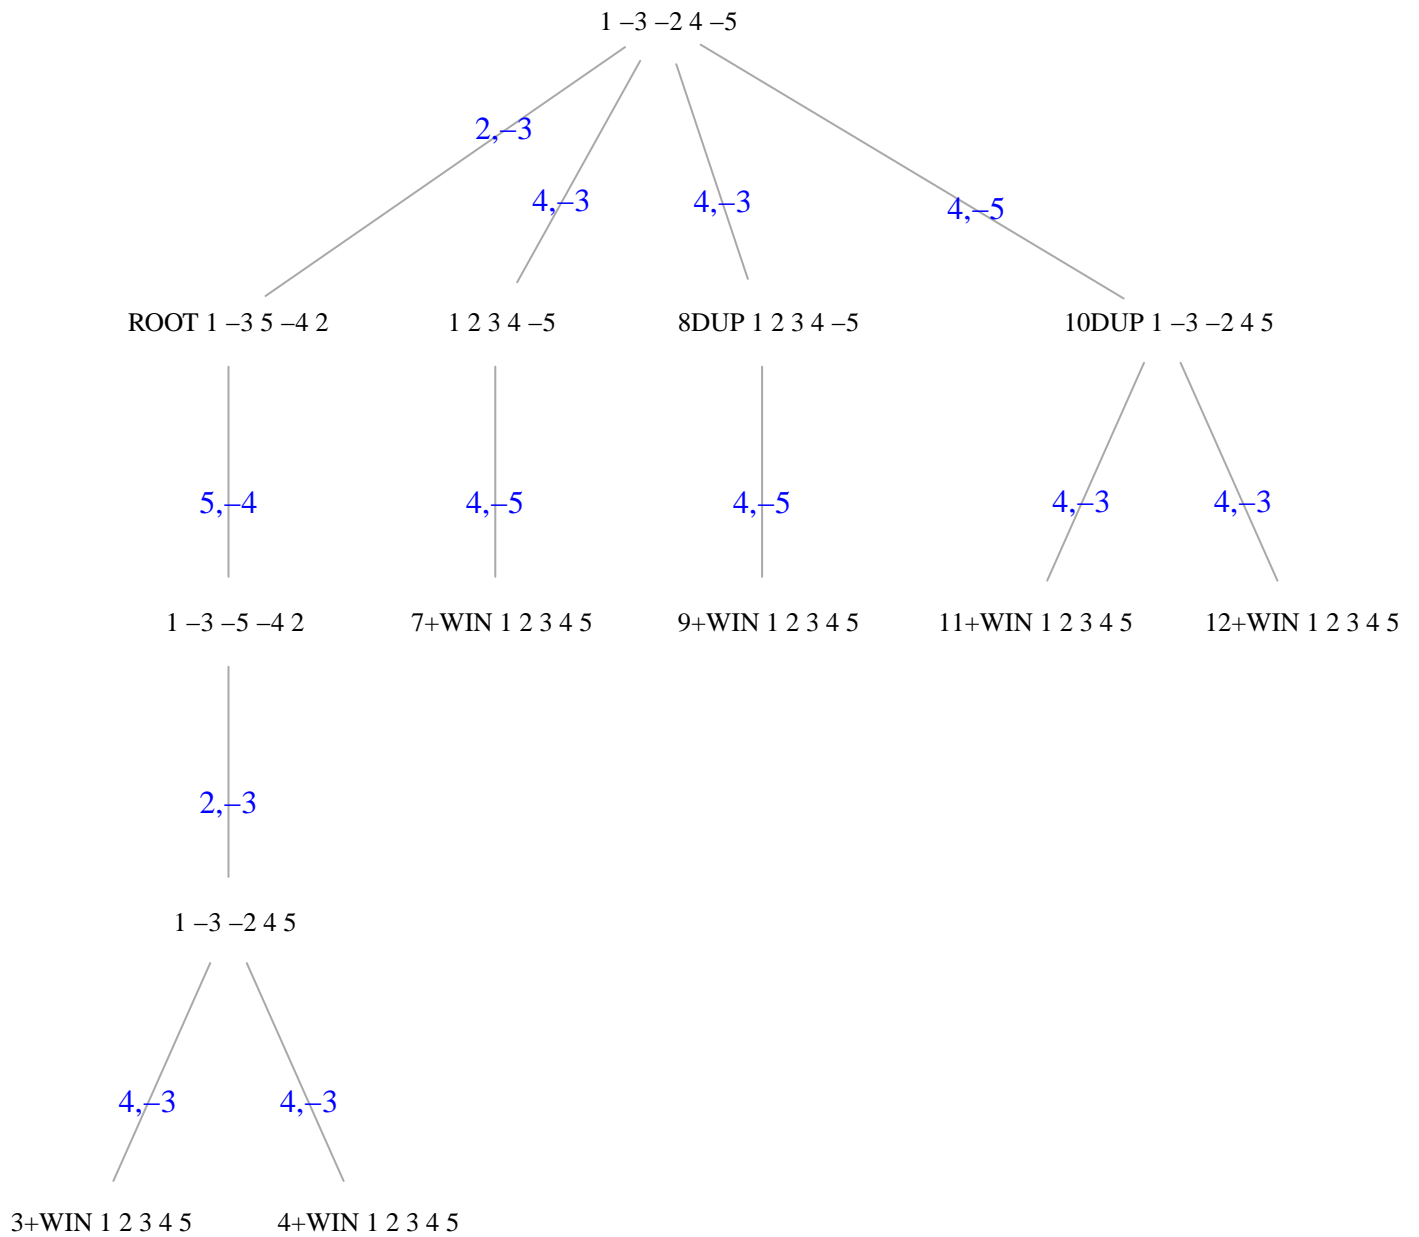 1 –3 –2 4 –5
2,–3
4,–3
4,–3
4,–5
ROOT 1 –3 5 –4 2
1 2 3 4 –5
8DUP 1 2 3 4 –5
10DUP 1 –3 –2 4 5
5,–4
4,–5
4,–5
4,–3
4,–3
1 –3 –5 –4 2
7+WIN 1 2 3 4 5
9+WIN 1 2 3 4 5
11+WIN 1 2 3 4 5
12+WIN 1 2 3 4 5
2,–3
1 –3 –2 4 5
4,–3
4,–3
3+WIN 1 2 3 4 5
4+WIN 1 2 3 4 5